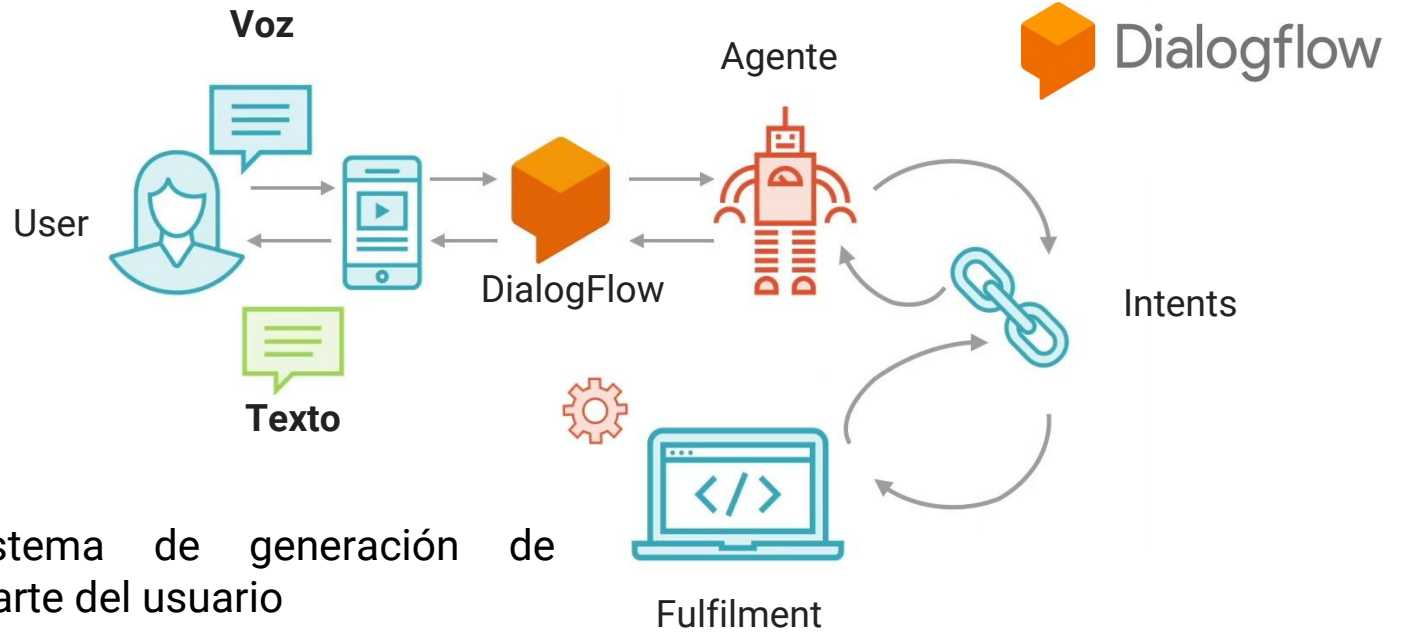 Voz
Agente
Dialogflow
User
DialogFlow
Intents
Texto
</>
stema de generación de
arte del usuario
Fulfilment